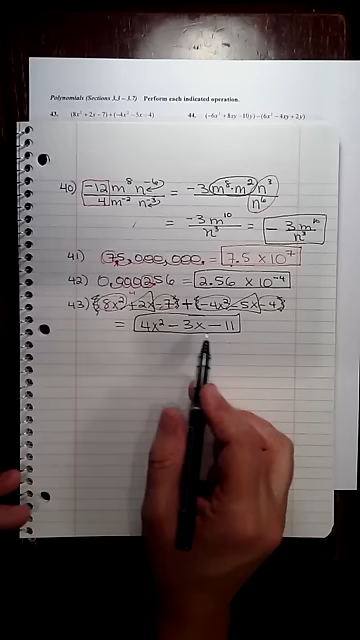 Polynomials (Sections 3.3 – 3.7) Perform each indicated operation.
43. (8x² + 2x – 7) + (–4x² – 5x – 4) 44. (–6x² + 8xy – 10y) – (6x² – 4xy + 2y)
40) -12 m⁸ n⁻⁶ / 4 m⁻² n⁻³ = -3(m⁸·m²) n³ / n⁶
= -3m¹⁰ / n³ = - 3m¹⁰ / n³
41) 75,000,000. = 7.5 x 10⁷
42) 0.000256 = 2.56 x 10⁻⁴
43) (8x² + 2x - 7) + (-4x² - 5x - 4)
= 4x² - 3x - 11